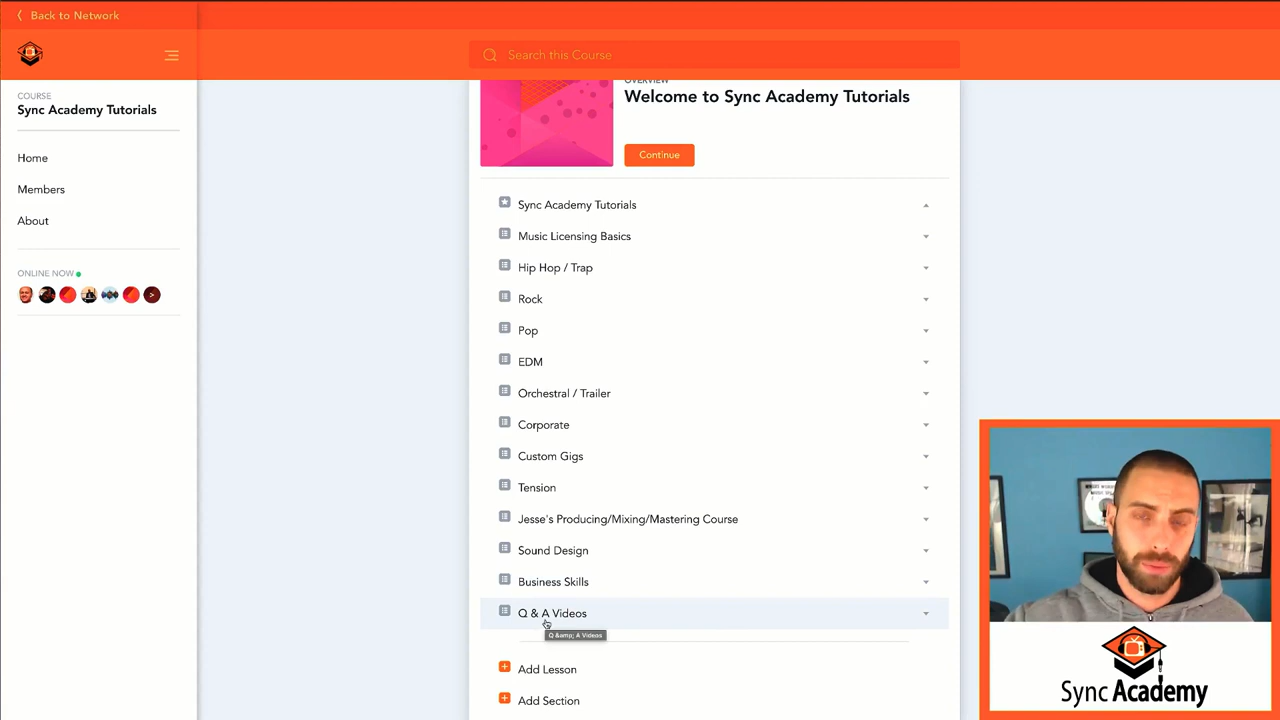 Back to Network
Search this Course
COURSE
Sync Academy Tutorials
Home
Members
About
ONLINE NOW
OVERVIEW
Welcome to Sync Academy Tutorials
Continue
Sync Academy Tutorials
Music Licensing Basics
Hip Hop / Trap
Rock
Pop
EDM
Orchestral / Trailer
Corporate
Custom Gigs
Tension
Jesse's Producing/Mixing/Mastering Course
Sound Design
Business Skills
Q & A Videos
Q &amp; A Videos
Add Lesson
Add Section
Sync Academy